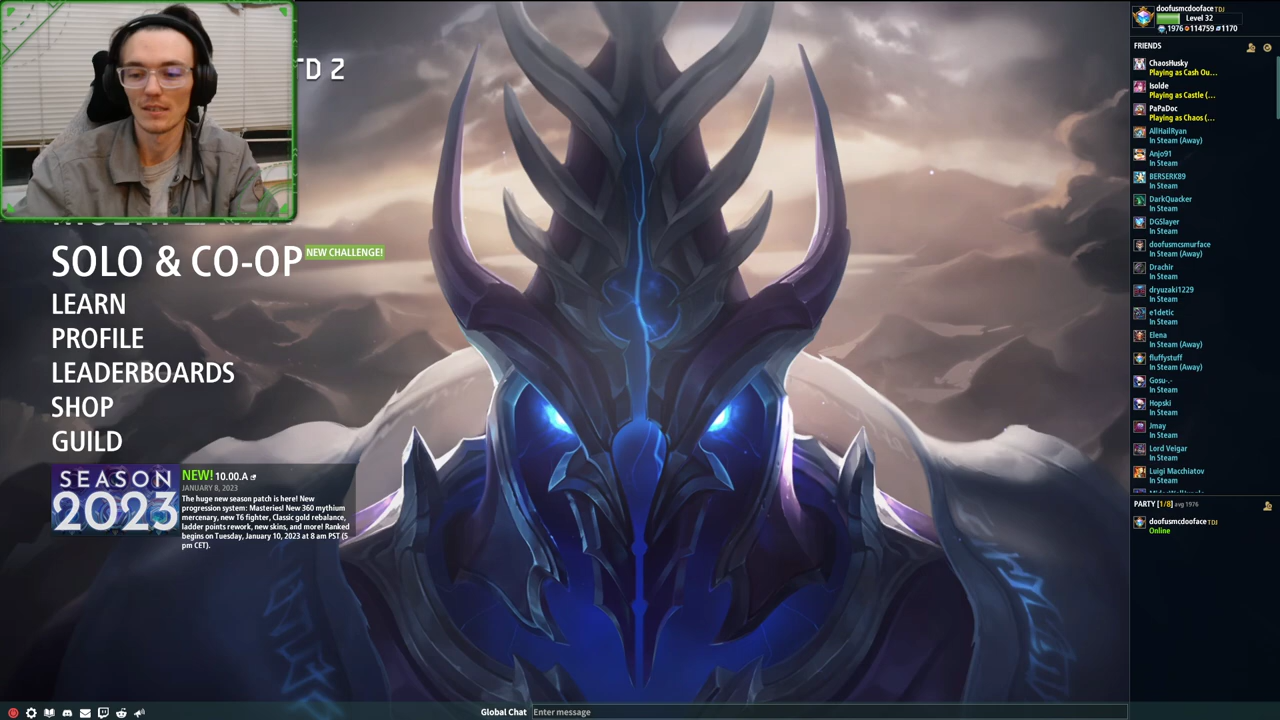 TD 2
SOLO & CO-OP
NEW CHALLENGE!
LEARN
PROFILE
LEADERBOARDS
SHOP
GUILD
SEASON
2023
NEW! 10.00.A
JANUARY 8, 2023
The huge new season patch is here! New
progression system: Masteries! New 360 mythium
mercenary, new T6 fighter, Classic gold rebalance,
ladder points rework, new skins, and more! Ranked
begins on Tuesday, January 10, 2023 at 8 am PST (5
pm CET).
Global Chat
Enter message
doofusmcdooface TDJ
Level 32
1976 114759 #1170
FRIENDS
ChaosHusky
Playing as Cash Ou...
Isolde
Playing as Castle (...
PaPaDoc
Playing as Chaos (...
AllHailRyan
In Steam (Away)
Anjo91
In Steam
BERSERK89
In Steam
DarkQuacker
In Steam
DGSlayer
In Steam
doofusmcsmurface
In Steam (Away)
Drachir
In Steam
dryuzaki1229
In Steam
e1detic
In Steam
Elena
In Steam (Away)
fluffystuff
In Steam (Away)
Gosu-.-
In Steam
Hopski
In Steam
Jmay
In Steam
Lord Veigar
In Steam
Luigi Macchiatov
In Steam
PARTY [1/8] avg 1976
doofusmcdooface TDJ
Online